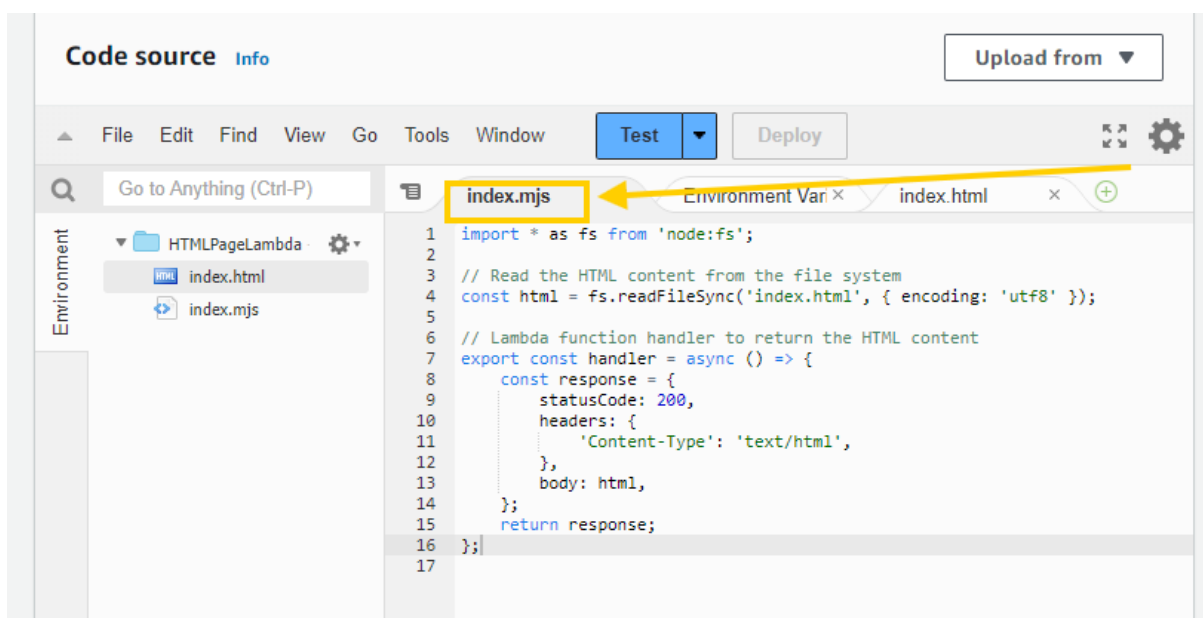 Code source Info
Upload from
File Edit Find View Go Tools Window Test Deploy
Go to Anything (Ctrl-P)
index.mjs Environment Vari index.html
Environment
HTMLPageLambda
index.html
index.mjs
1 import * as fs from 'node:fs';
2
3 // Read the HTML content from the file system
4 const html = fs.readFileSync('index.html', { encoding: 'utf8' });
5
6 // Lambda function handler to return the HTML content
7 export const handler = async () => {
8 const response = {
9 statusCode: 200,
10 headers: {
11 'Content-Type': 'text/html',
12 },
13 body: html,
14 };
15 return response;
16 };
17